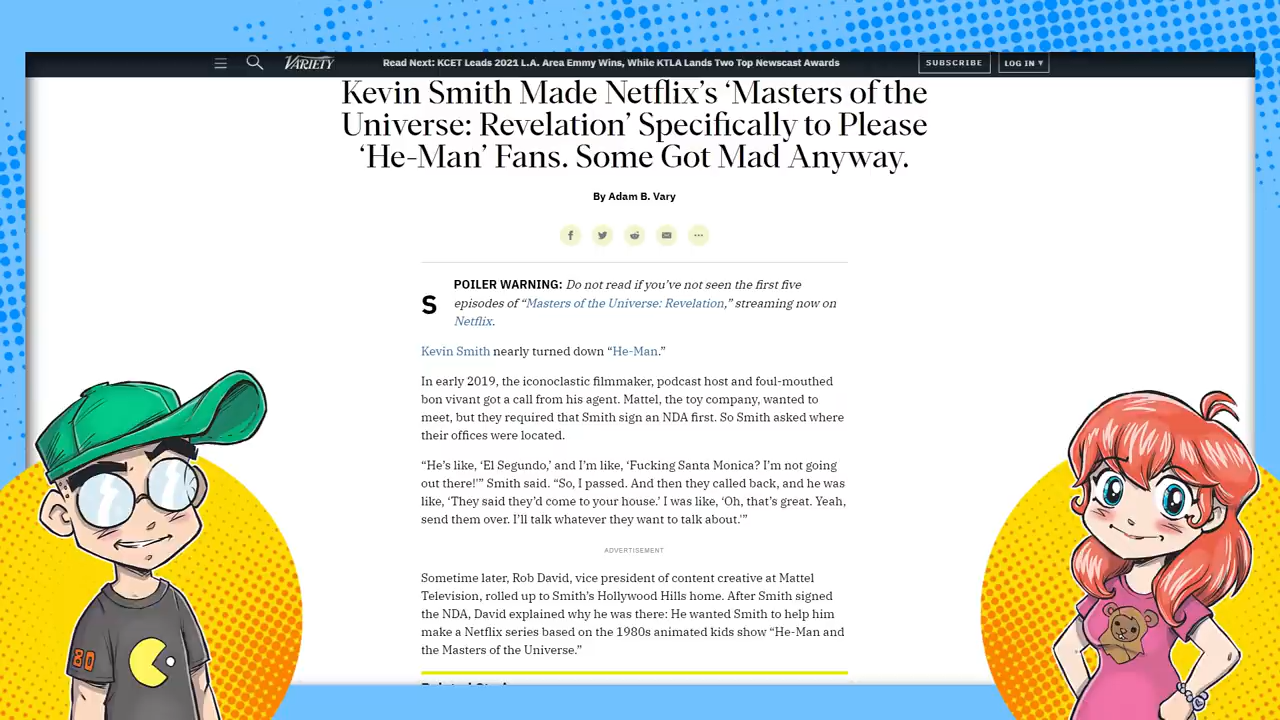 VARIETY
Read Next: KCET Leads 2021 L.A. Area Emmy Wins, While KTLA Lands Two Top Newscast Awards
SUBSCRIBE
LOG IN ▾
Kevin Smith Made Netflix’s ‘Masters of the
Universe: Revelation’ Specifically to Please
‘He-Man’ Fans. Some Got Mad Anyway.
By Adam B. Vary
SPOILER WARNING: Do not read if you’ve not seen the first five
episodes of “Masters of the Universe: Revelation,” streaming now on
Netflix.
Kevin Smith nearly turned down “He-Man.”
In early 2019, the iconoclastic filmmaker, podcast host and foul-mouthed
bon vivant got a call from his agent. Mattel, the toy company, wanted to
meet, but they required that Smith sign an NDA first. So Smith asked where
their offices were located.
“He’s like, ‘El Segundo,’ and I’m like, ‘Fucking Santa Monica? I’m not going
out there!’” Smith said. “So, I passed. And then they called back, and he was
like, ‘They said they’d come to your house.’ I was like, ‘Oh, that’s great. Yeah,
send them over. I’ll talk whatever they want to talk about.’”
ADVERTISEMENT
Sometime later, Rob David, vice president of content creative at Mattel
Television, rolled up to Smith’s Hollywood Hills home. After Smith signed
the NDA, David explained why he was there: He wanted Smith to help him
make a Netflix series based on the 1980s animated kids show “He-Man and
the Masters of the Universe.”
80